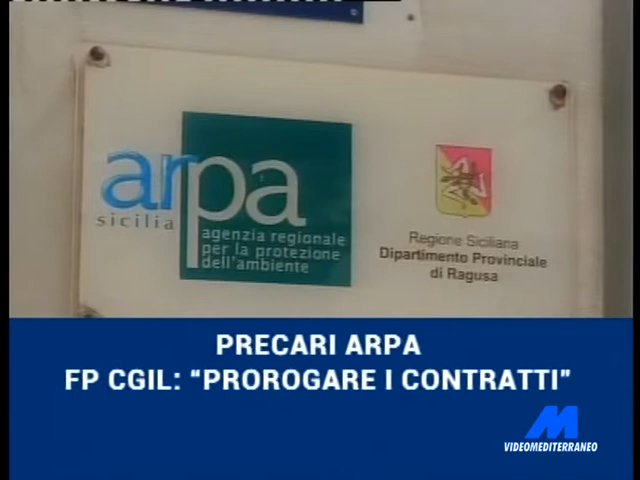 arpa
sicilia
agenzia regionale
per la protezione
dell'ambiente
Regione Siciliana
Dipartimento Provinciale
di Ragusa
PRECARI ARPA
FP CGIL: “PROROGARE I CONTRATTI”
VIDEOMEDITERRANEO